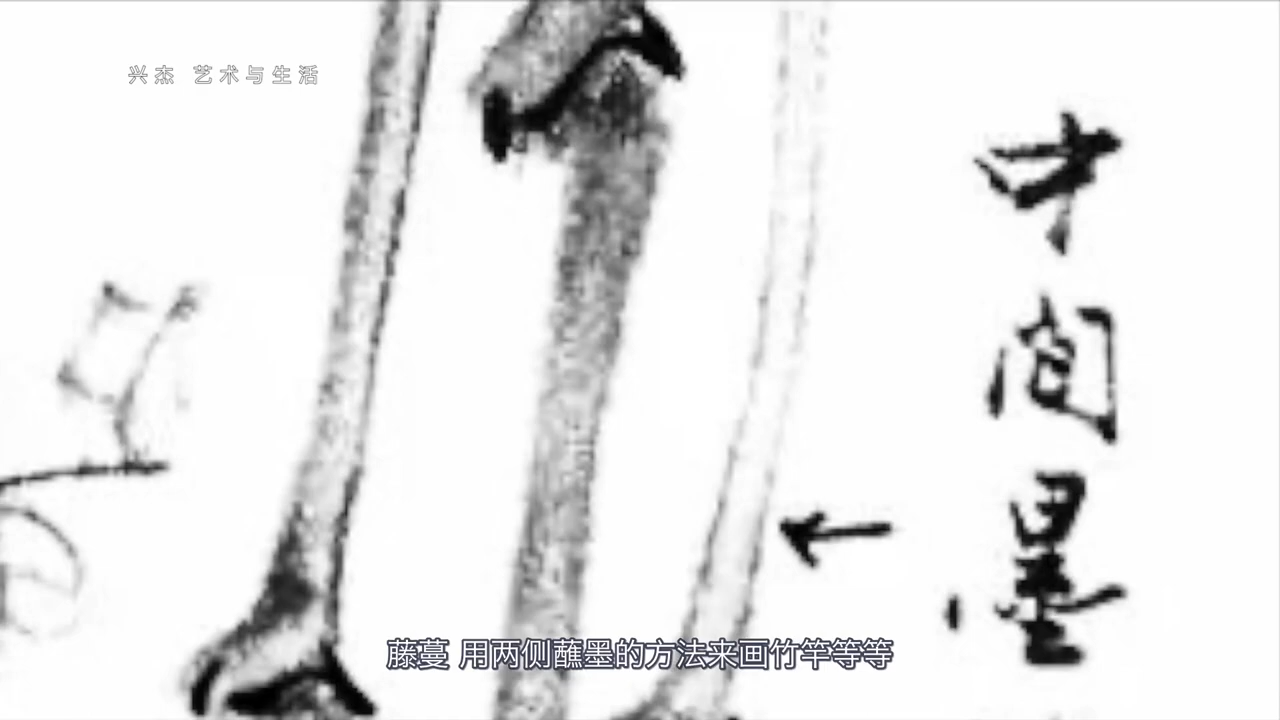 兴杰 艺术与生活
中间墨
藤蔓 用两侧蘸墨的方法来画竹竿等等